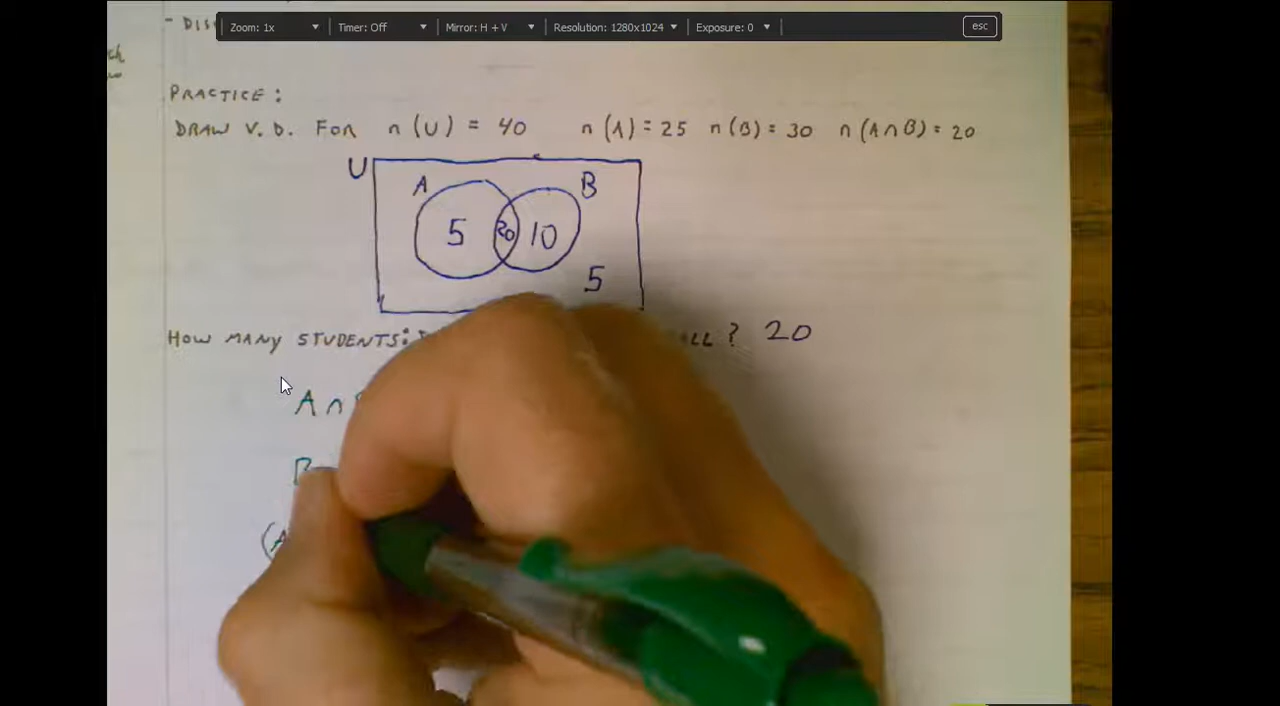 Zoom: 1x Timer: Off Mirror: H + V Resolution: 1280x1024 Exposure: 0 esc
PRACTICE:
DRAW V. D. FOR n(U) = 40 n(A) = 25 n(B) = 30 n(A∩B) = 20
U
A B
5 20 10
5
HOW MANY STUDENTS: ? 20
A ∩
(A